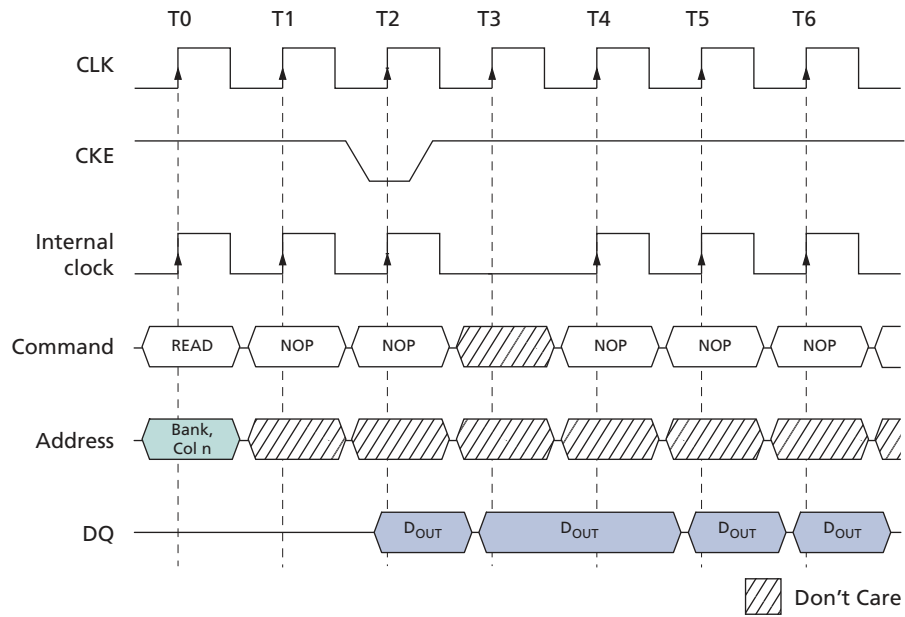 T0 T1 T2 T3 T4 T5 T6
CLK
CKE
Internal
clock
Command READ NOP NOP NOP NOP NOP
Address Bank,
Col n
DQ DOUT DOUT DOUT DOUT
Don't Care